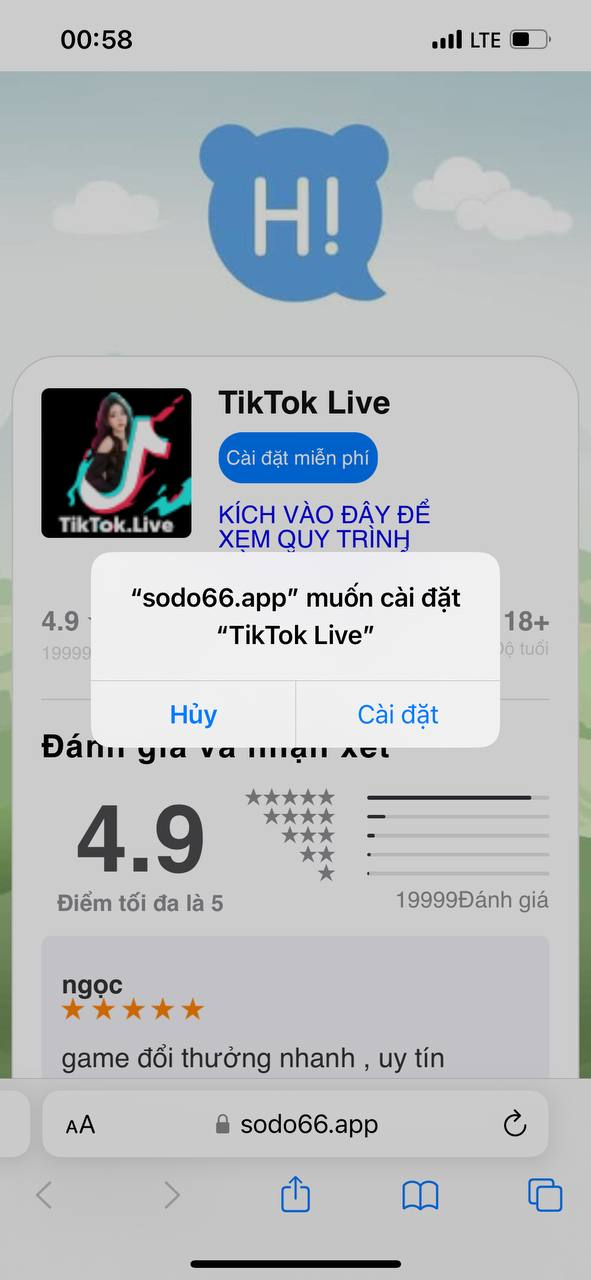 00:58
LTE
H!
TikTok Live
Cài đặt miễn phí
TikTok.Live
KÍCH VÀO ĐÂY ĐỂ
XEM QUY TRÌNH
“sodo66.app” muốn cài đặt
“TikTok Live”
4.9
18+
19999
Độ tuổi
Hủy
Cài đặt
Đánh giá và nhận xét
4.9
Điểm tối đa là 5
19999Đánh giá
ngọc
game đổi thưởng nhanh , uy tín
AA
sodo66.app